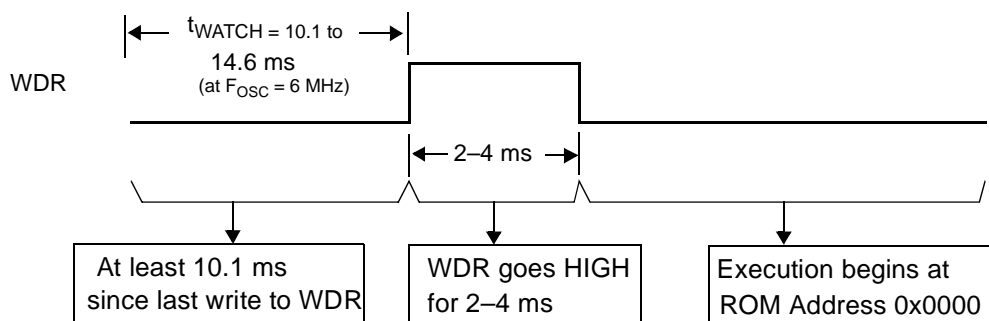 tWATCH = 10.1 to
14.6 ms
(at FOSC = 6 MHz)
WDR
2–4 ms
At least 10.1 ms
since last write to WDR
WDR goes HIGH
for 2–4 ms
Execution begins at
ROM Address 0x0000